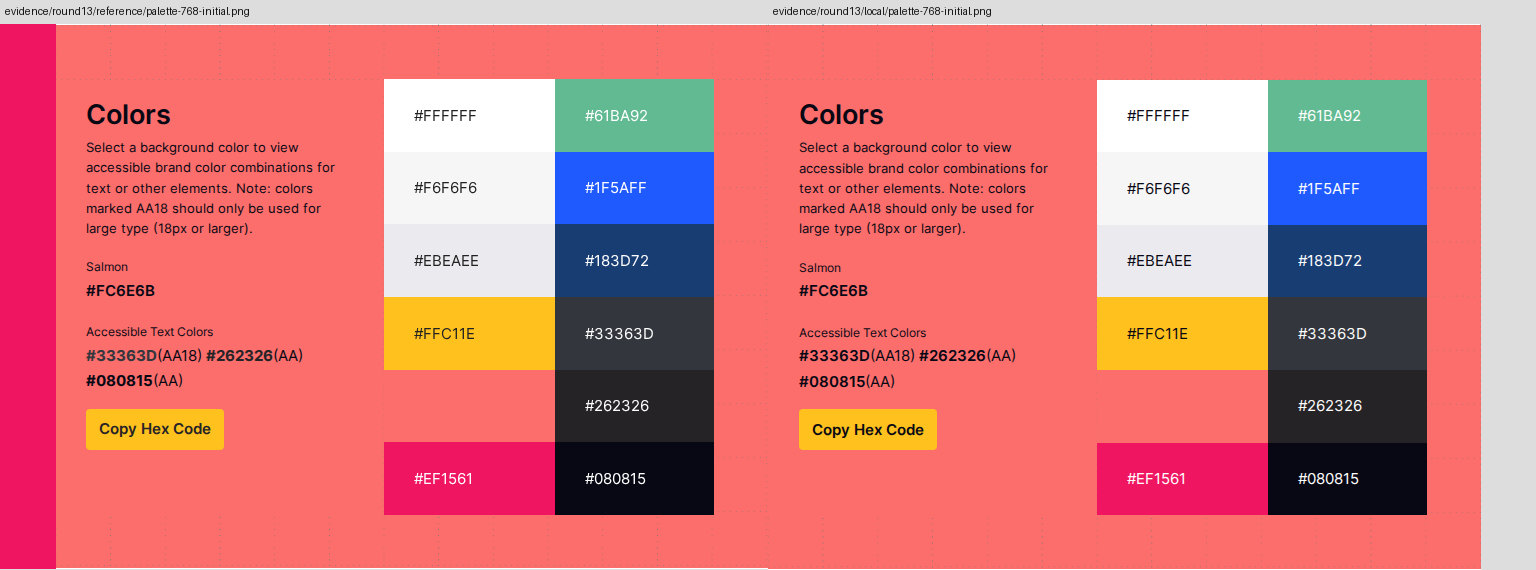 evidence/round13/reference/palette-768-initial.png
Colors
Select a background color to view
accessible brand color combinations for
text or other elements. Note: colors
marked AA18 should only be used for
large type (18px or larger).
Salmon
#FC6E6B
Accessible Text Colors
#33363D(AA18) #262326(AA)
#080815(AA)
Copy Hex Code
#FFFFFF
#61BA92
#F6F6F6
#1F5AFF
#EBEAEE
#183D72
#FFC11E
#33363D
#262326
#EF1561
#080815
evidence/round13/local/palette-768-initial.png
Colors
Select a background color to view
accessible brand color combinations for
text or other elements. Note: colors
marked AA18 should only be used for
large type (18px or larger).
Salmon
#FC6E6B
Accessible Text Colors
#33363D(AA18) #262326(AA)
#080815(AA)
Copy Hex Code
#FFFFFF
#61BA92
#F6F6F6
#1F5AFF
#EBEAEE
#183D72
#FFC11E
#33363D
#262326
#EF1561
#080815